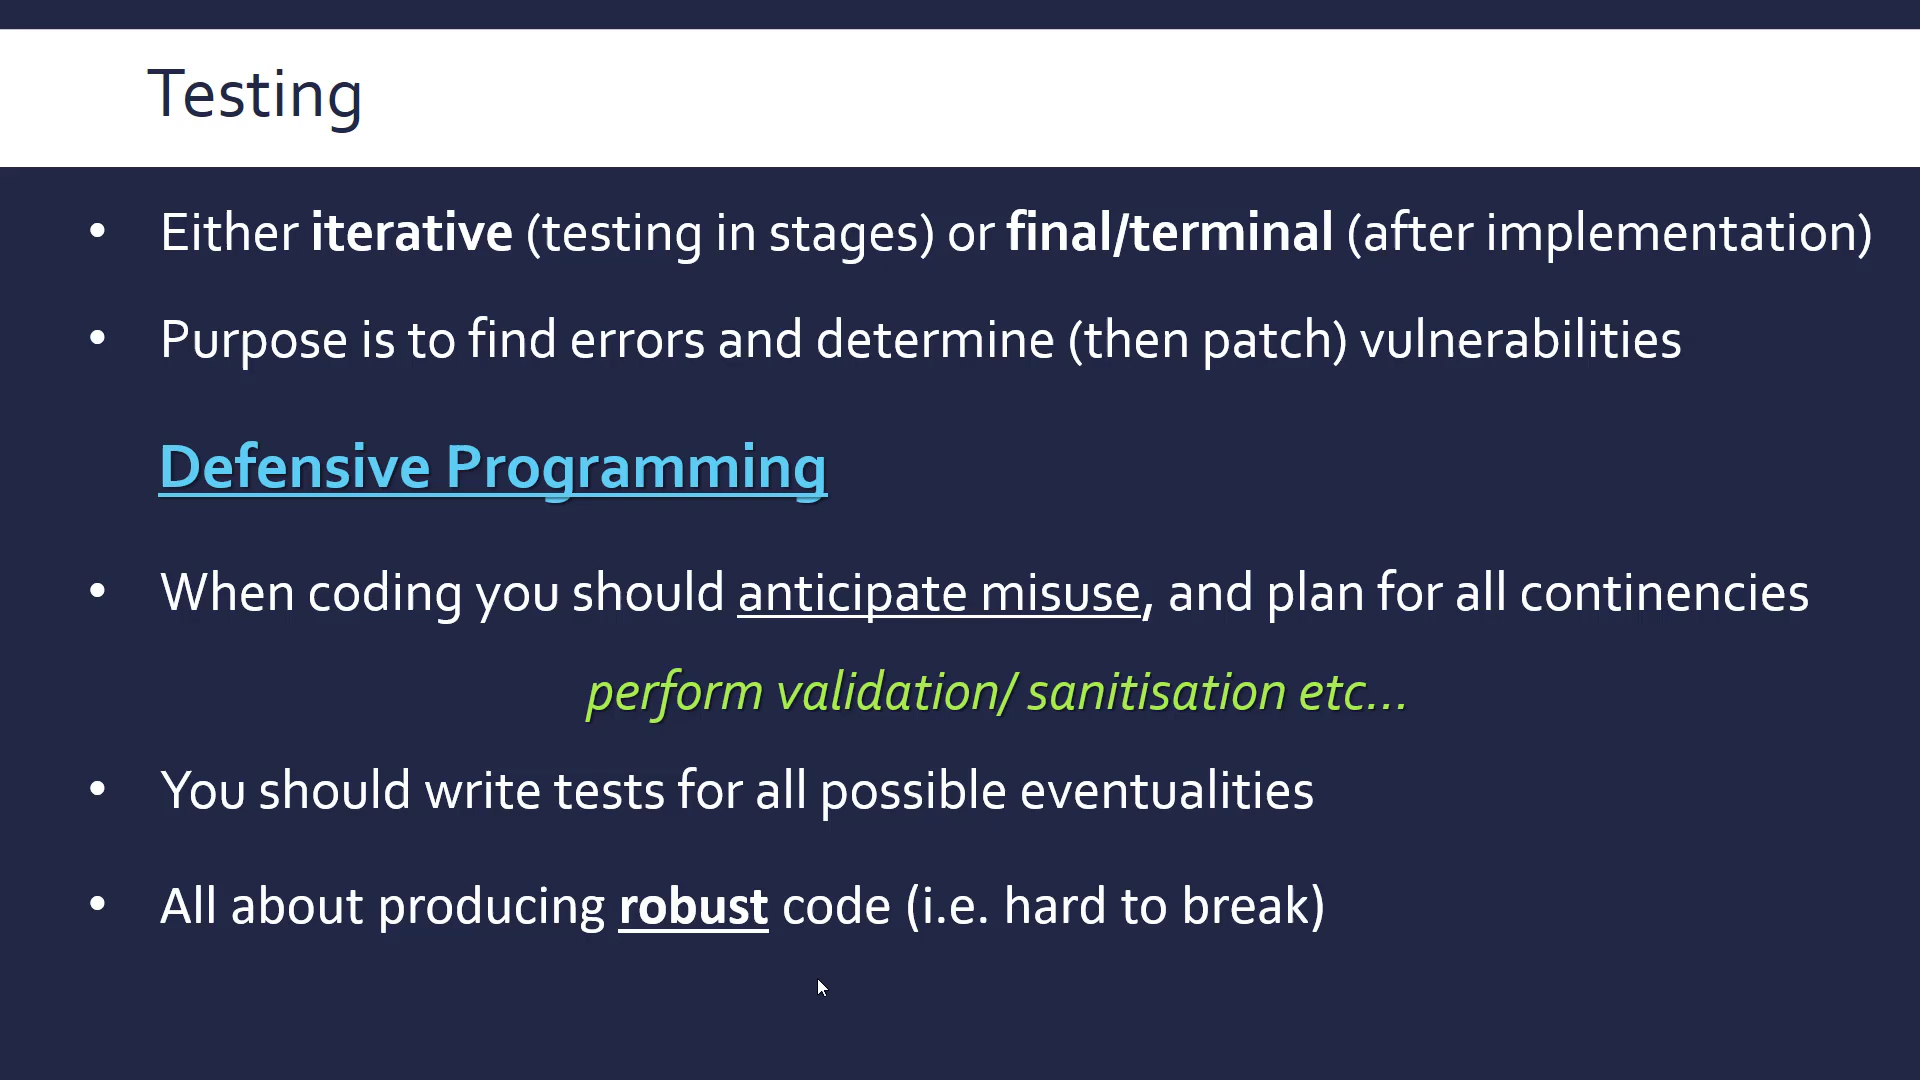 Testing
• Either iterative (testing in stages) or final/terminal (after implementation)
• Purpose is to find errors and determine (then patch) vulnerabilities
Defensive Programming
• When coding you should anticipate misuse, and plan for all continencies
perform validation/ sanitisation etc...
• You should write tests for all possible eventualities
• All about producing robust code (i.e. hard to break)